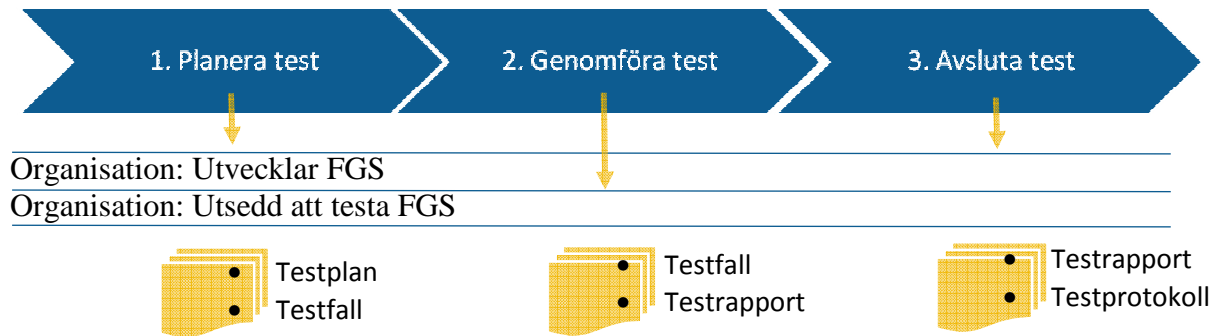 1. Planera test
2. Genomföra test
3. Avsluta test
Organisation: Utvecklar FGS
Organisation: Utsedd att testa FGS
• Testplan
• Testfall
• Testfall
• Testrapport
• Testrapport
• Testprotokoll